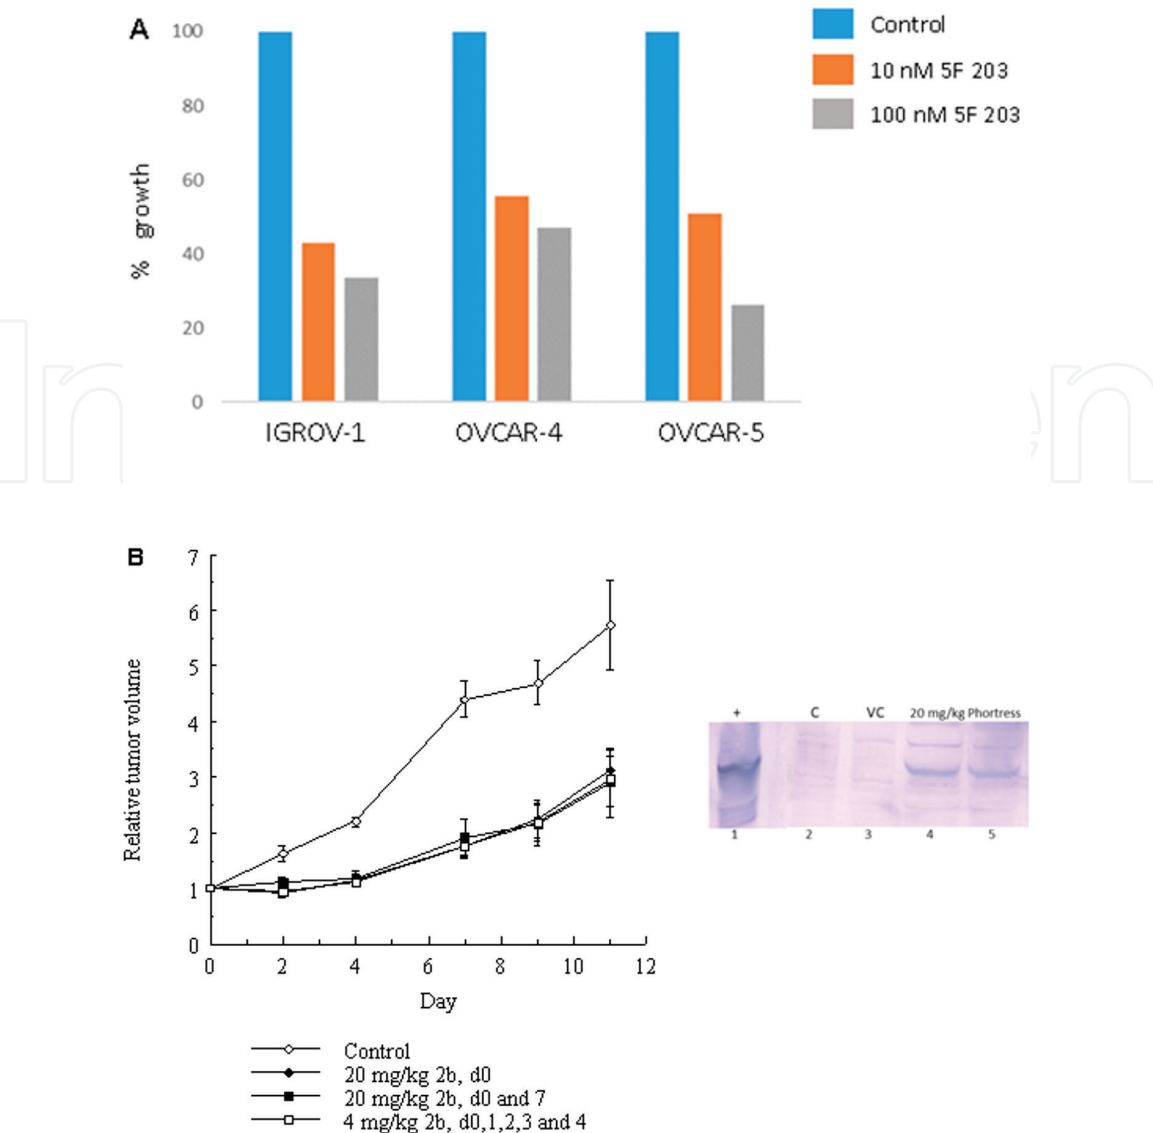 A
100
80
60
40
20
0
% growth
IGROV-1 OVCAR-4 OVCAR-5
Control
10 nM 5F 203
100 nM 5F 203
B
7
6
5
4
3
2
1
0
Relative tumor volume
0 2 4 6 8 10 12
Day
Control
20 mg/kg 2b, d0
20 mg/kg 2b, d0 and 7
4 mg/kg 2b, d0,1,2,3 and 4
+ C VC 20 mg/kg Phortress
1 2 3 4 5